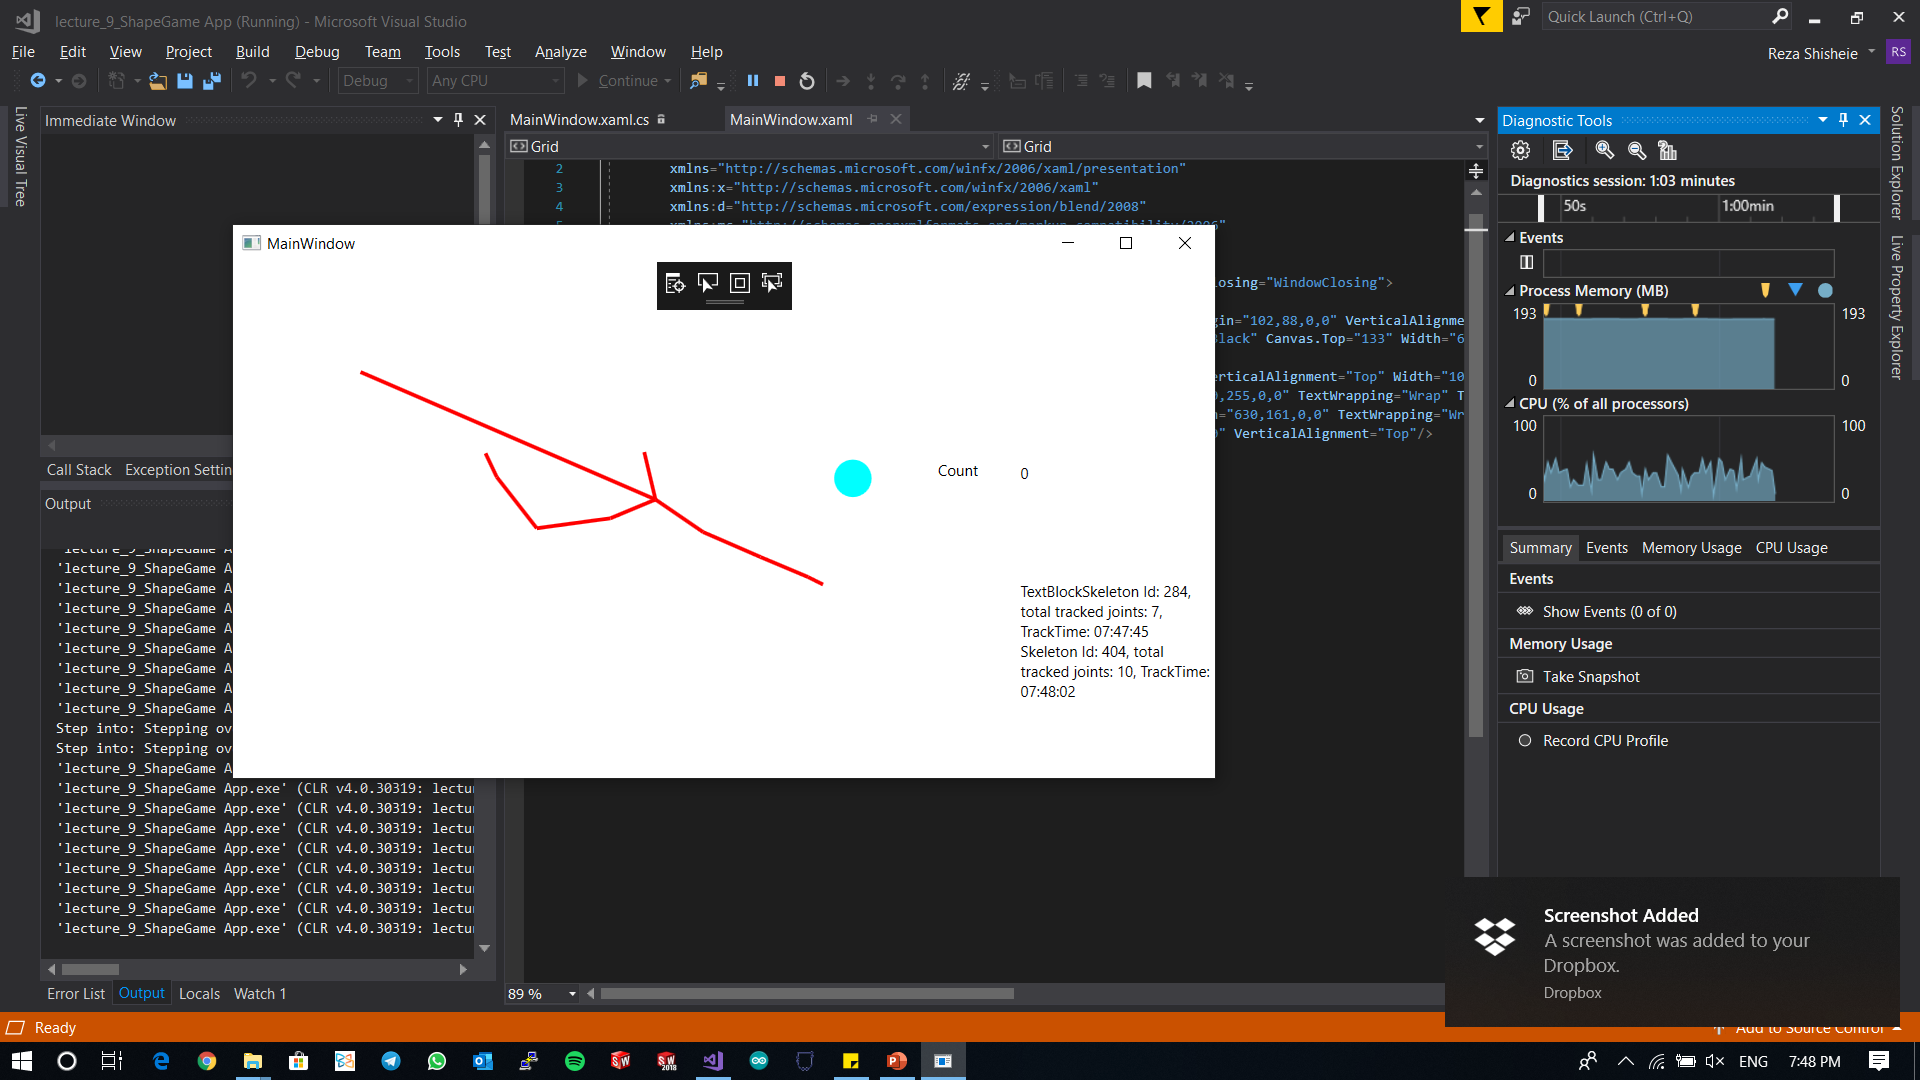 lecture_9_ShapeGame App (Running) - Microsoft Visual Studio
Quick Launch (Ctrl+Q)
File Edit View Project Build Debug Team Tools Test Analyze Window Help
Reza Shisheie
RS
Debug Any CPU Continue
Live Visual Tree
Immediate Window
MainWindow.xaml.cs
MainWindow.xaml
Grid
Grid
2 xmlns="http://schemas.microsoft.com/winfx/2006/xaml/presentation"
3 xmlns:x="http://schemas.microsoft.com/winfx/2006/xaml"
4 xmlns:d="http://schemas.microsoft.com/expression/blend/2008"
losing="WindowClosing">
gin="102,88,0,0" VerticalAlignme
lack" Canvas.Top="133" Width="6
erticalAlignment="Top" Width="10
,255,0,0" TextWrapping="Wrap" T
="630,161,0,0" TextWrapping="Wr
" VerticalAlignment="Top"/>
MainWindow
Count 0
TextBlockSkeleton Id: 284,
total tracked joints: 7,
TrackTime: 07:47:45
Skeleton Id: 404, total
tracked joints: 10, TrackTime:
07:48:02
Call Stack Exception Settin
Output
'lecture_9_ShapeGame A
'lecture_9_ShapeGame A
'lecture_9_ShapeGame A
'lecture_9_ShapeGame A
'lecture_9_ShapeGame A
'lecture_9_ShapeGame A
'lecture_9_ShapeGame A
'lecture_9_ShapeGame A
'lecture_9_ShapeGame A
Step into: Stepping ov
Step into: Stepping ov
'lecture_9_ShapeGame A
'lecture_9_ShapeGame App.exe' (CLR v4.0.30319: lectu
'lecture_9_ShapeGame App.exe' (CLR v4.0.30319: lectu
'lecture_9_ShapeGame App.exe' (CLR v4.0.30319: lectu
'lecture_9_ShapeGame App.exe' (CLR v4.0.30319: lectu
'lecture_9_ShapeGame App.exe' (CLR v4.0.30319: lectu
'lecture_9_ShapeGame App.exe' (CLR v4.0.30319: lectu
'lecture_9_ShapeGame App.exe' (CLR v4.0.30319: lectu
'lecture_9_ShapeGame App.exe' (CLR v4.0.30319: lectu
Error List Output Locals Watch 1
89 %
Diagnostic Tools
Diagnostics session: 1:03 minutes
50s 1:00min
Events
Process Memory (MB)
193 193
0 0
CPU (% of all processors)
100 100
0 0
Summary Events Memory Usage CPU Usage
Events
Show Events (0 of 0)
Memory Usage
Take Snapshot
CPU Usage
Record CPU Profile
Solution Explorer
Live Property Explorer
Screenshot Added
A screenshot was added to your
Dropbox.
Dropbox
Ready
Add to Source Control
ENG 7:48 PM